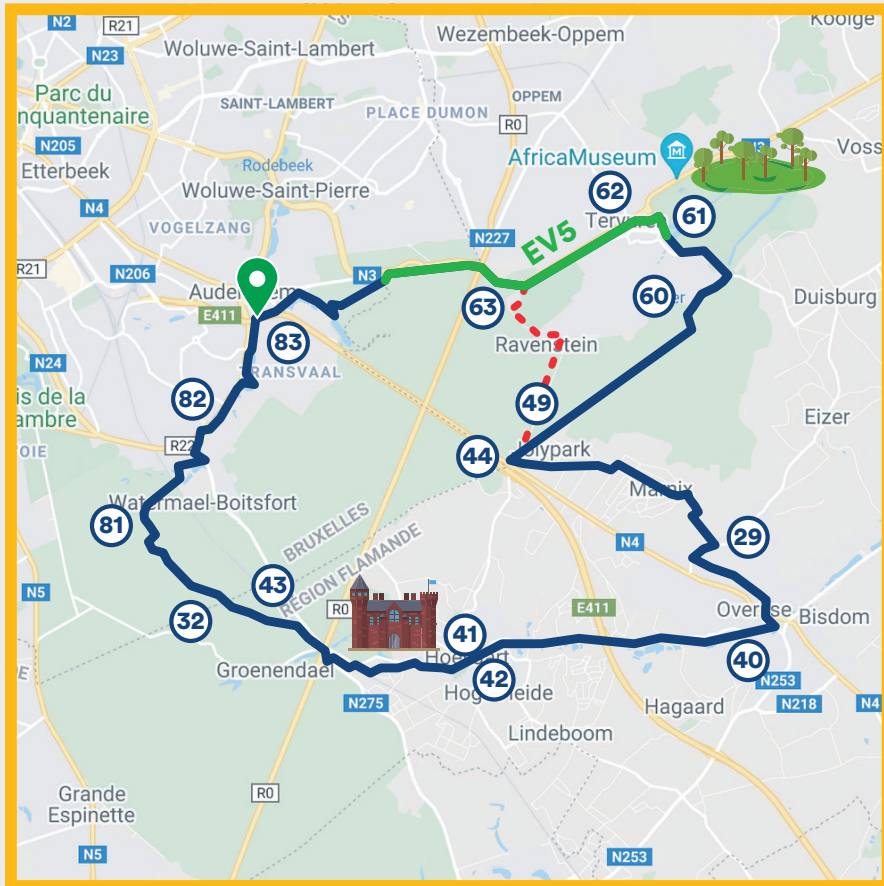 N2
R21
Woluwe-Saint-Lambert
Wezembeek-Oppem
N23
Parc du
nquantenaire
SAINT-LAMBERT
PLACE DUMON
OPPEM
R0
N205
Etterbeek
Rodebeek
AfricaMuseum
M
N3
Voss
Woluwe-Saint-Pierre
62
N4
VOGELZANG
61
N227
EV5
R21
N206
N3
60
Duisburg
Aude
em
E411
63
83
Ravenstein
N24
TRANSVAAL
is de la
ambre
82
49
Eizer
R22
44
Watermael-Boitsfort
81
Marnix
29
BRUXELLES
N4
REGION FLAMANDE
N5
43
R0
E411
32
41
Bisdom
Groenendael
42
40
N253
N275
N218
N4
Hagaard
Lindeboom
Grande
Espinette
R0
N5
N253